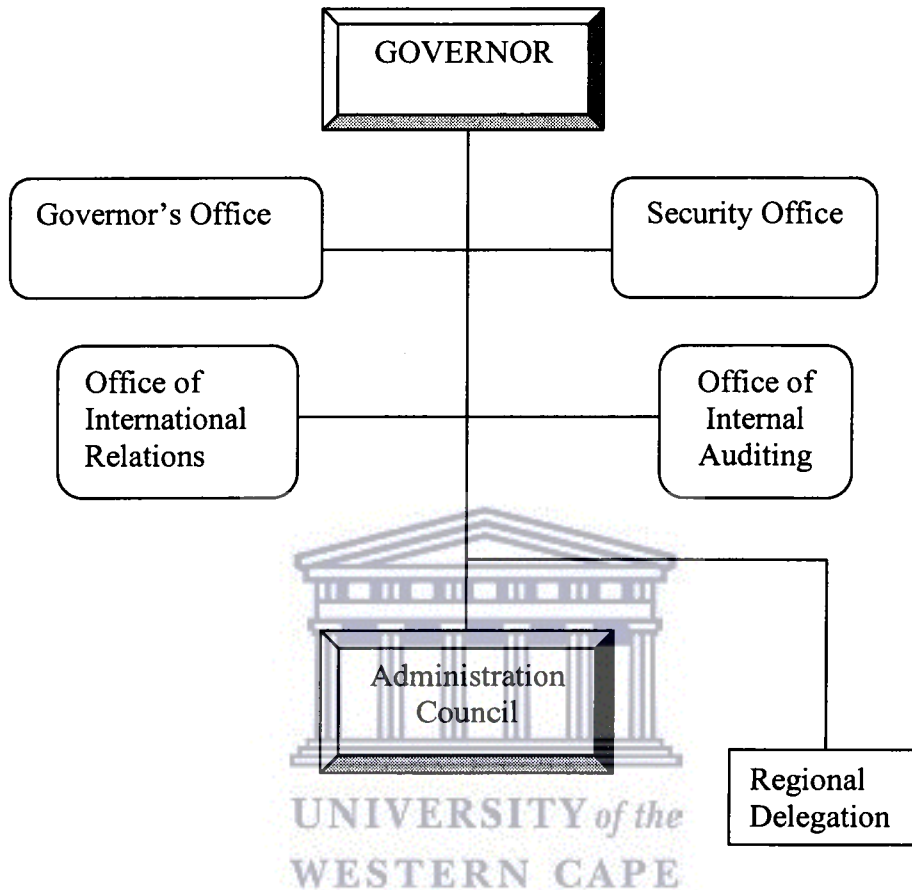 GOVERNOR
Governor's Office
Security Office
Office of
International
Relations
Office of
Internal
Auditing
Administration
Council
Regional
Delegation
UNIVERSITY of the
WESTERN CAPE